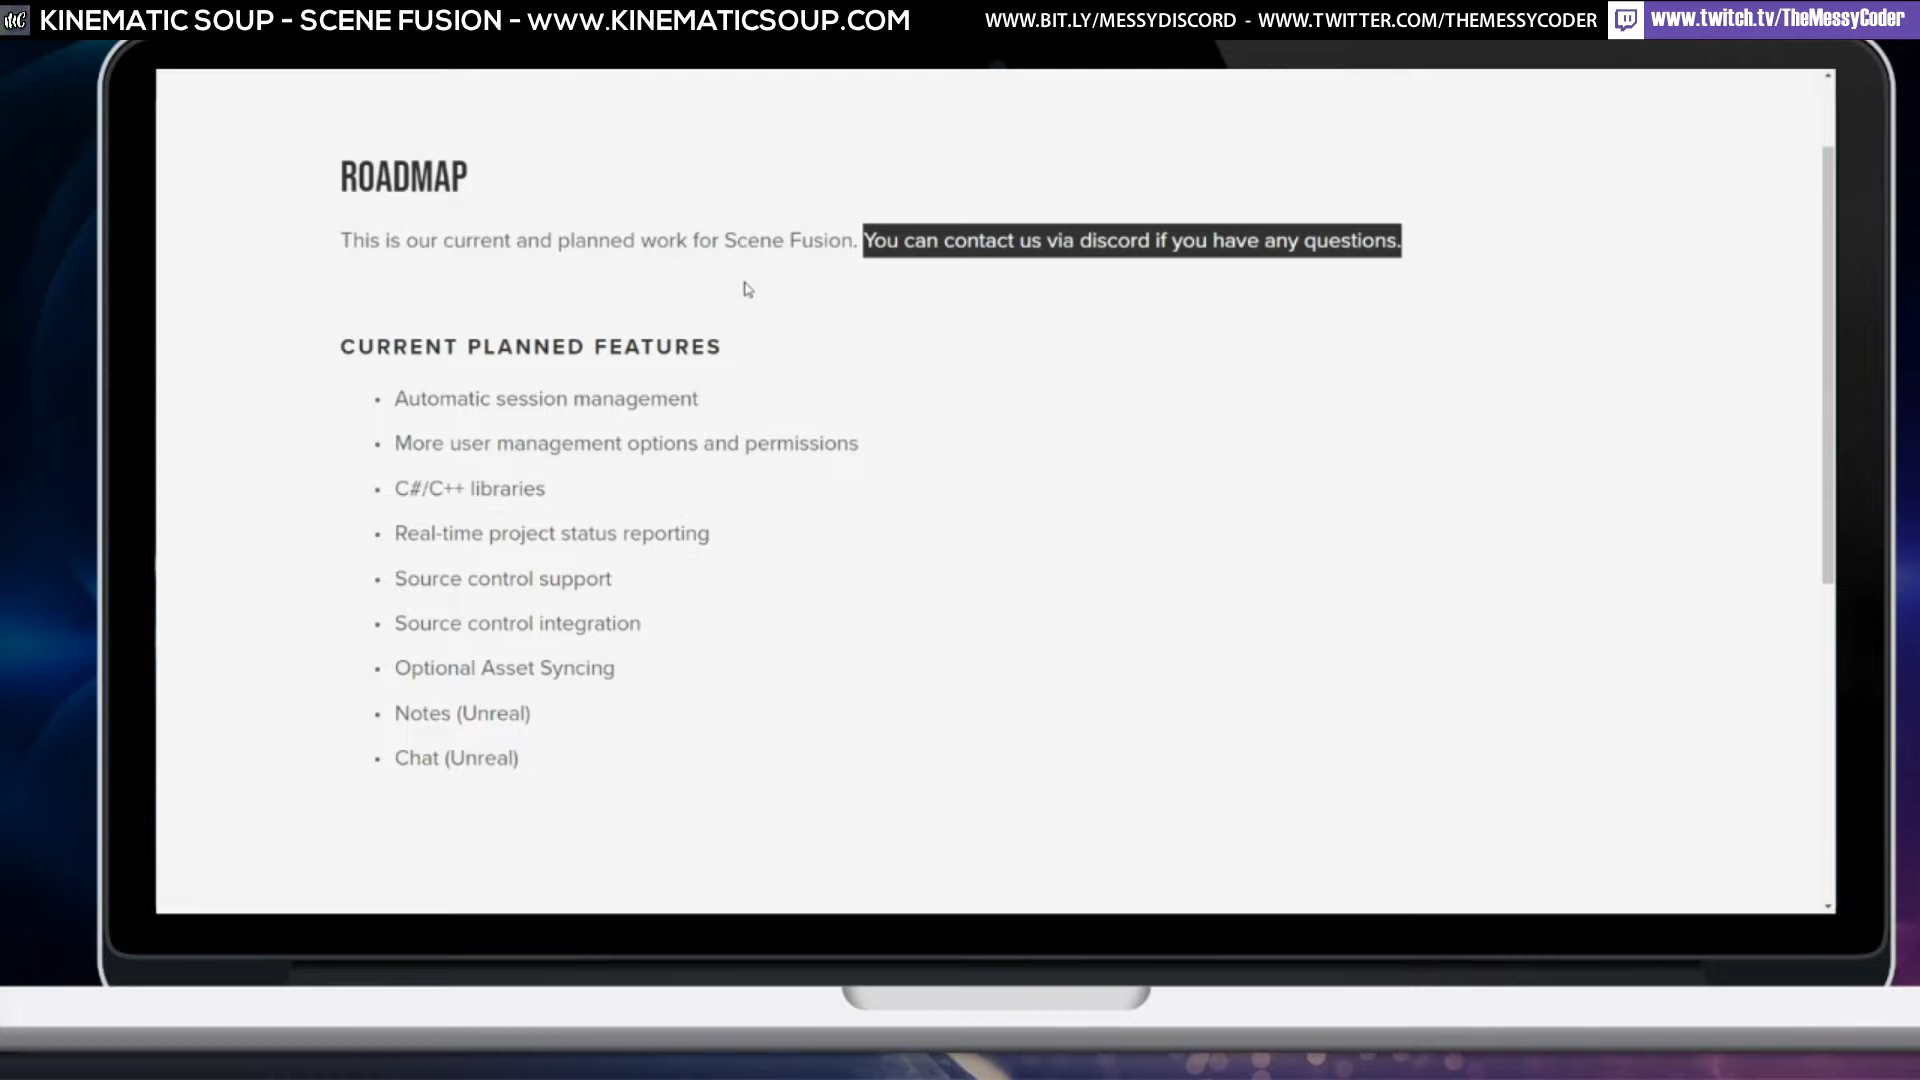 MC KINEMATIC SOUP - SCENE FUSION - www.KINEMATICSOUP.COM
WWW.BIT.LY/MESSYDISCORD - WWW.TWITTER.COM/THEMESSYCODER
www.twitch.tv/TheMessyCoder
ROADMAP
This is our current and planned work for Scene Fusion. You can contact us via discord if you have any questions.
CURRENT PLANNED FEATURES
• Automatic session management
• More user management options and permissions
• C#/C++ libraries
• Real-time project status reporting
• Source control support
• Source control integration
• Optional Asset Syncing
• Notes (Unreal)
• Chat (Unreal)